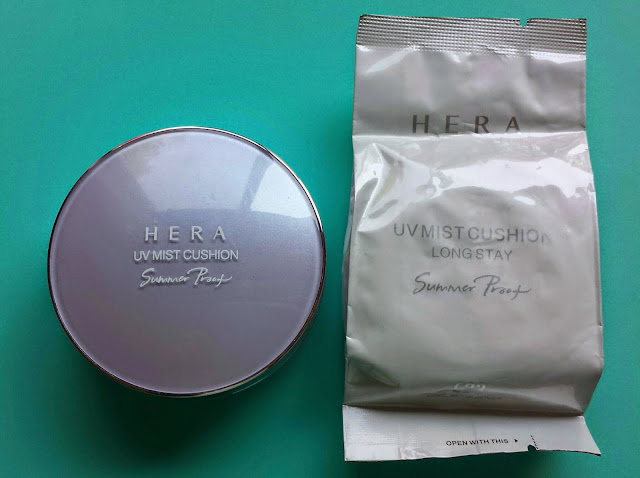 HERA
UV MIST CUSHION
Summer Proof
HERA
UV MIST CUSHION
LONG STAY
Summer Proof
OPEN WITH THIS